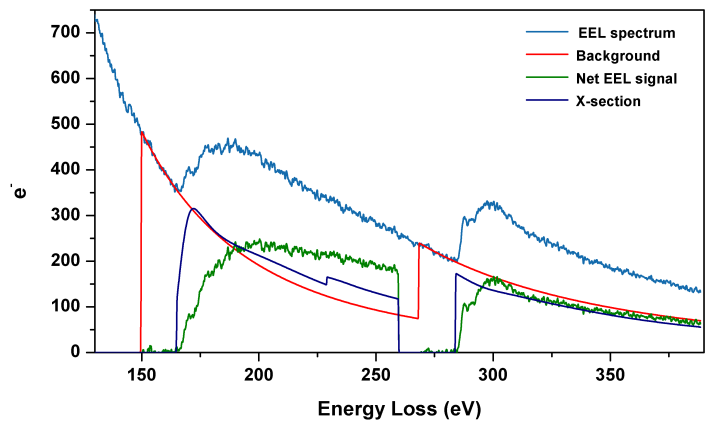 700
600
500
400
300
200
100
0
e-
150
200
250
300
350
Energy Loss (eV)
EEL spectrum
Background
Net EEL signal
X-section